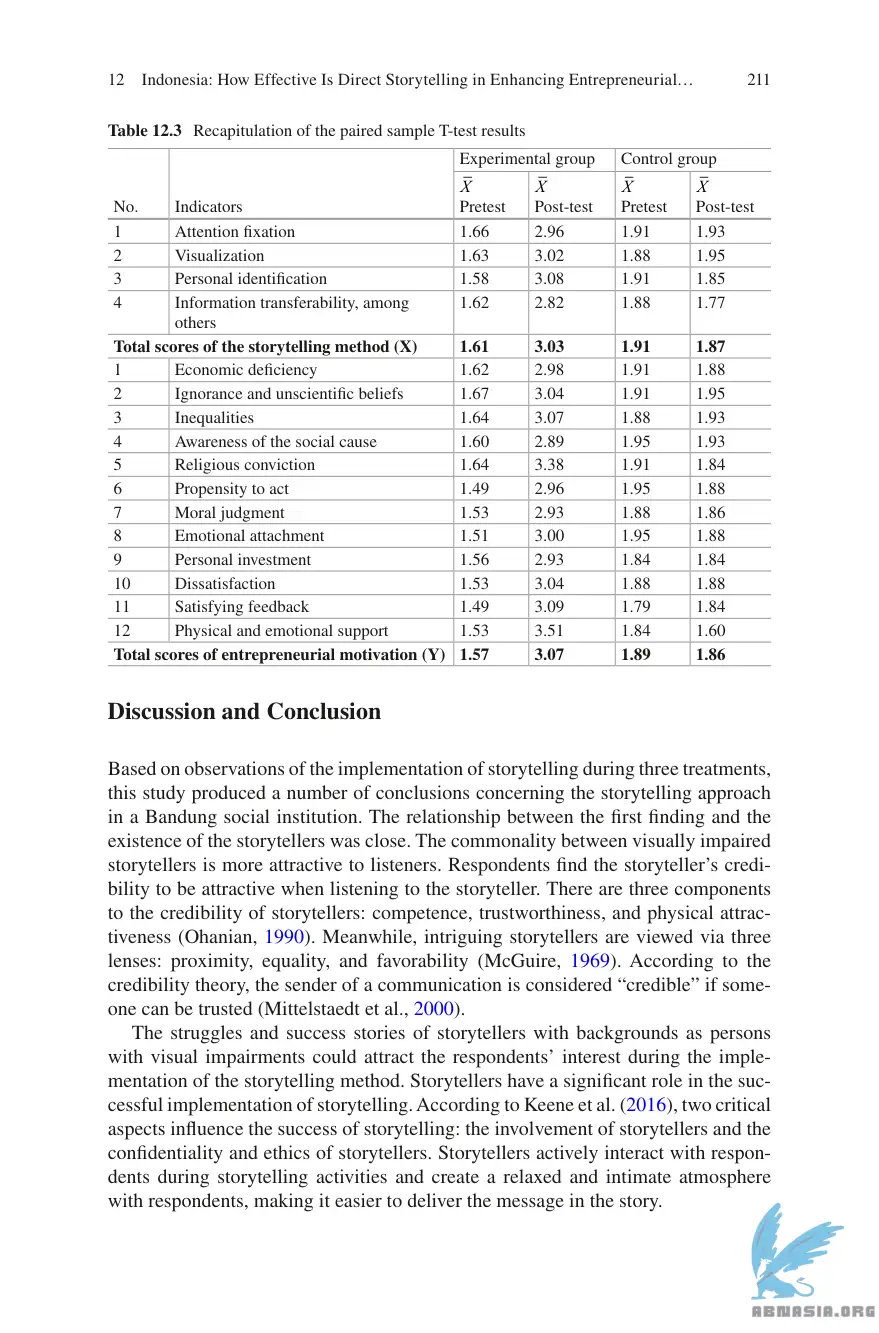 12 Indonesia: How Effective Is Direct Storytelling in Enhancing Entrepreneurial… 211
Table 12.3 Recapitulation of the paired sample T-test results
Experimental group Control group
X̅ X̅ X̅ X̅
No. Indicators Pretest Post-test Pretest Post-test
1 Attention fixation 1.66 2.96 1.91 1.93
2 Visualization 1.63 3.02 1.88 1.95
3 Personal identification 1.58 3.08 1.91 1.85
4 Information transferability, among 1.62 2.82 1.88 1.77
others
Total scores of the storytelling method (X) 1.61 3.03 1.91 1.87
1 Economic deficiency 1.62 2.98 1.91 1.88
2 Ignorance and unscientific beliefs 1.67 3.04 1.91 1.95
3 Inequalities 1.64 3.07 1.88 1.93
4 Awareness of the social cause 1.60 2.89 1.95 1.93
5 Religious conviction 1.64 3.38 1.91 1.84
6 Propensity to act 1.49 2.96 1.95 1.88
7 Moral judgment 1.53 2.93 1.88 1.86
8 Emotional attachment 1.51 3.00 1.95 1.88
9 Personal investment 1.56 2.93 1.84 1.84
10 Dissatisfaction 1.53 3.04 1.88 1.88
11 Satisfying feedback 1.49 3.09 1.79 1.84
12 Physical and emotional support 1.53 3.51 1.84 1.60
Total scores of entrepreneurial motivation (Y) 1.57 3.07 1.89 1.86
Discussion and Conclusion
Based on observations of the implementation of storytelling during three treatments,
this study produced a number of conclusions concerning the storytelling approach
in a Bandung social institution. The relationship between the first finding and the
existence of the storytellers was close. The commonality between visually impaired
storytellers is more attractive to listeners. Respondents find the storyteller's credi-
bility to be attractive when listening to the storyteller. There are three components
to the credibility of storytellers: competence, trustworthiness, and physical attrac-
tiveness (Ohanian, 1990). Meanwhile, intriguing storytellers are viewed via three
lenses: proximity, equality, and favorability (McGuire, 1969). According to the
credibility theory, the sender of a communication is considered “credible” if some-
one can be trusted (Mittelstaedt et al., 2000).
The struggles and success stories of storytellers with backgrounds as persons
with visual impairments could attract the respondents' interest during the imple-
mentation of the storytelling method. Storytellers have a significant role in the suc-
cessful implementation of storytelling. According to Keene et al. (2016), two critical
aspects influence the success of storytelling: the involvement of storytellers and the
confidentiality and ethics of storytellers. Storytellers actively interact with respon-
dents during storytelling activities and create a relaxed and intimate atmosphere
with respondents, making it easier to deliver the message in the story.
ABNASIA.ORG